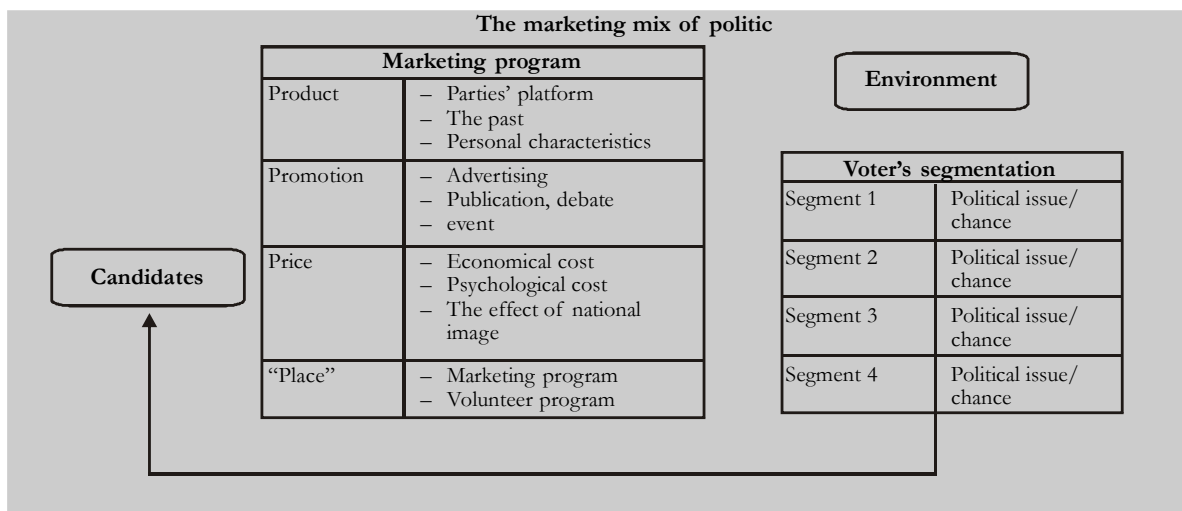 The marketing mix of politic
Marketing program
Product
– Parties' platform
– The past
– Personal characteristics
Promotion
– Advertising
– Publication, debate
– event
Price
– Economical cost
– Psychological cost
– The effect of national
image
“Place”
– Marketing program
– Volunteer program
Candidates
Environment
Voter's segmentation
Segment 1
Political issue/
chance
Segment 2
Political issue/
chance
Segment 3
Political issue/
chance
Segment 4
Political issue/
chance